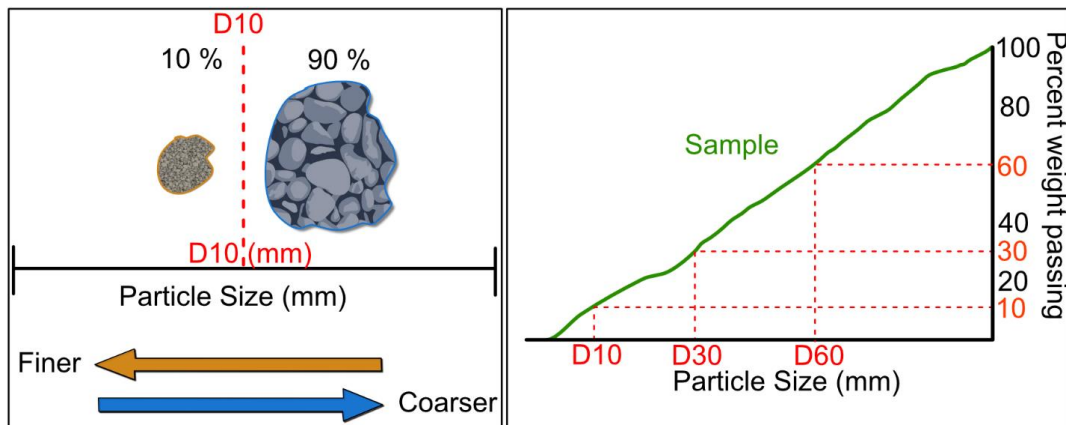 D10
10 %
90 %
D10 (mm)
Particle Size (mm)
Finer
Coarser
Sample
Percent weight passing
100
80
60
40
30
20
10
D10
D30
D60
Particle Size (mm)